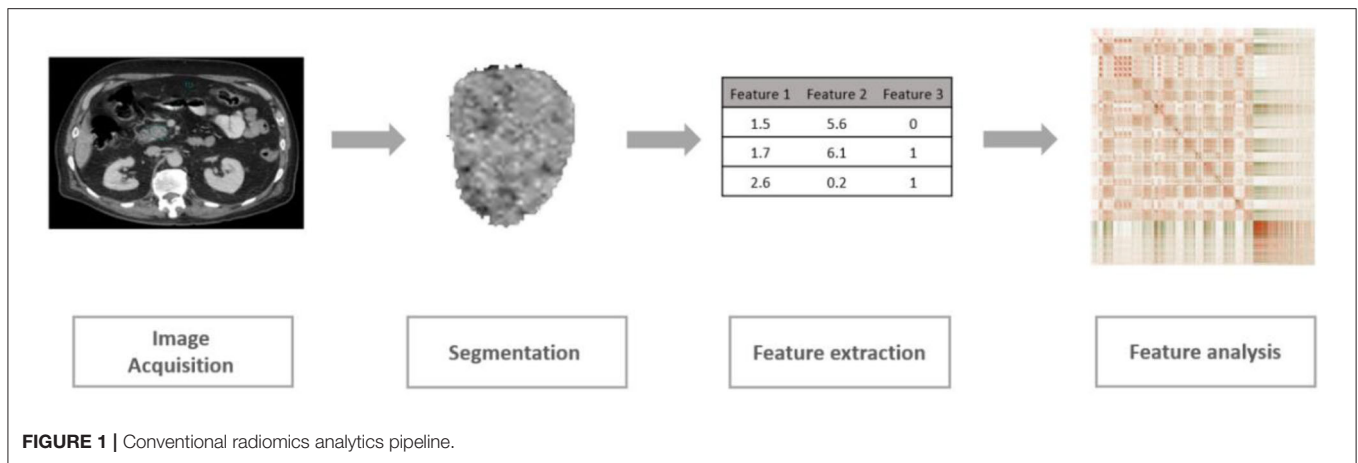 Feature 1 Feature 2 Feature 3
1.5 5.6 0
1.7 6.1 1
2.6 0.2 1
Image
Acquisition
Segmentation
Feature extraction
Feature analysis
FIGURE 1 | Conventional radiomics analytics pipeline.